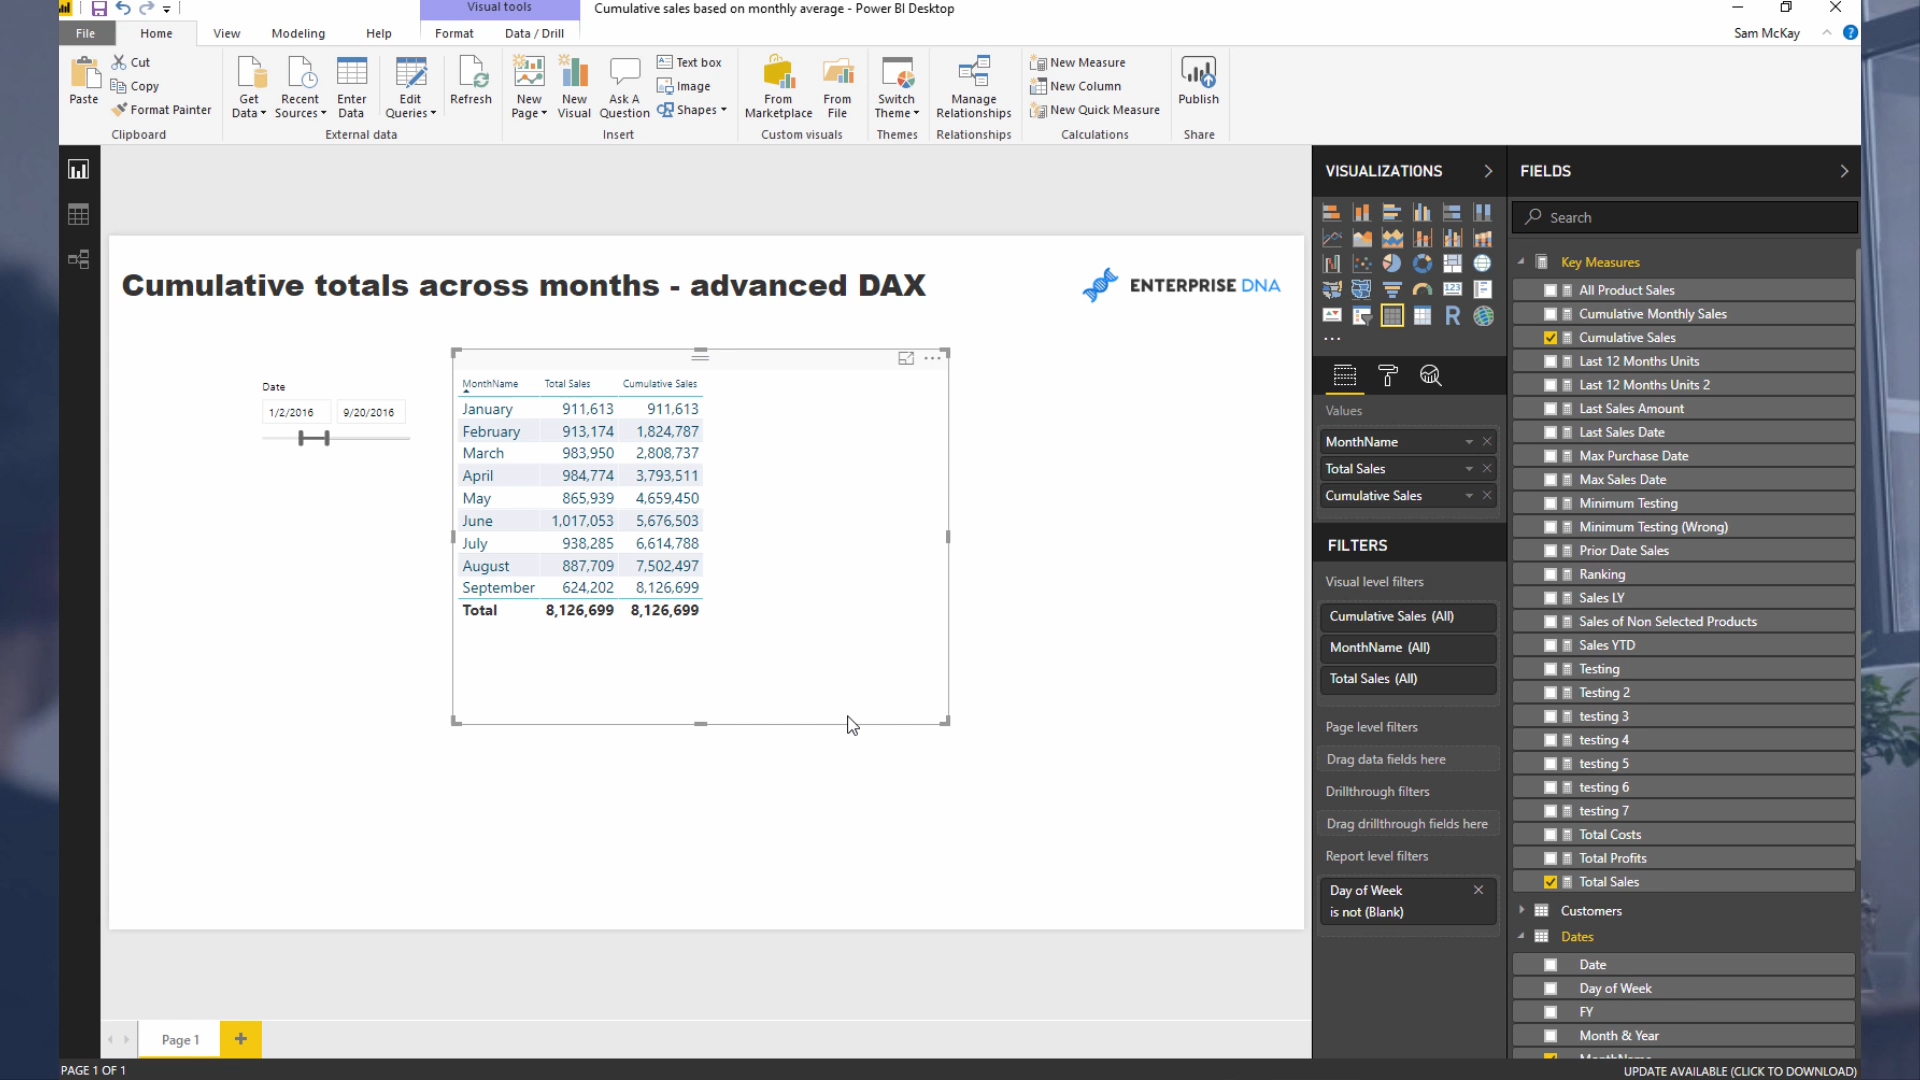 Visual tools
Cumulative sales based on monthly average - Power BI Desktop
File
Home
View
Modeling
Help
Format
Data / Drill
Sam McKay
Paste
Cut
Copy
Format Painter
Clipboard
Get Data
Recent Sources
Enter Data
Edit Queries
Refresh
External data
New Page
New Visual
Ask A Question
Text box
Image
Shapes
Insert
From Marketplace
From File
Custom visuals
Switch Theme
Themes
Manage Relationships
Relationships
New Measure
New Column
New Quick Measure
Calculations
Publish
Share
Cumulative totals across months - advanced DAX
ENTERPRISE DNA
Date
1/2/2016 9/20/2016
MonthName Total Sales Cumulative Sales
January 911,613 911,613
February 913,174 1,824,787
March 983,950 2,808,737
April 984,774 3,793,511
May 865,939 4,659,450
June 1,017,053 5,676,503
July 938,285 6,614,788
August 887,709 7,502,497
September 624,202 8,126,699
Total 8,126,699 8,126,699
VISUALIZATIONS
123
R
Values
MonthName
Total Sales
Cumulative Sales
FILTERS
Visual level filters
Cumulative Sales (All)
MonthName (All)
Total Sales (All)
Page level filters
Drag data fields here
Drillthrough filters
Drag drillthrough fields here
Report level filters
Day of Week
is not (Blank)
FIELDS
Search
Key Measures
All Product Sales
Cumulative Monthly Sales
Cumulative Sales
Last 12 Months Units
Last 12 Months Units 2
Last Sales Amount
Last Sales Date
Max Purchase Date
Max Sales Date
Minimum Testing
Minimum Testing (Wrong)
Prior Date Sales
Ranking
Sales LY
Sales of Non Selected Products
Sales YTD
Testing
Testing 2
testing 3
testing 4
testing 5
testing 6
testing 7
Total Costs
Total Profits
Total Sales
Customers
Dates
Date
Day of Week
FY
Month & Year
MonthName
Page 1
PAGE 1 OF 1
UPDATE AVAILABLE (CLICK TO DOWNLOAD)